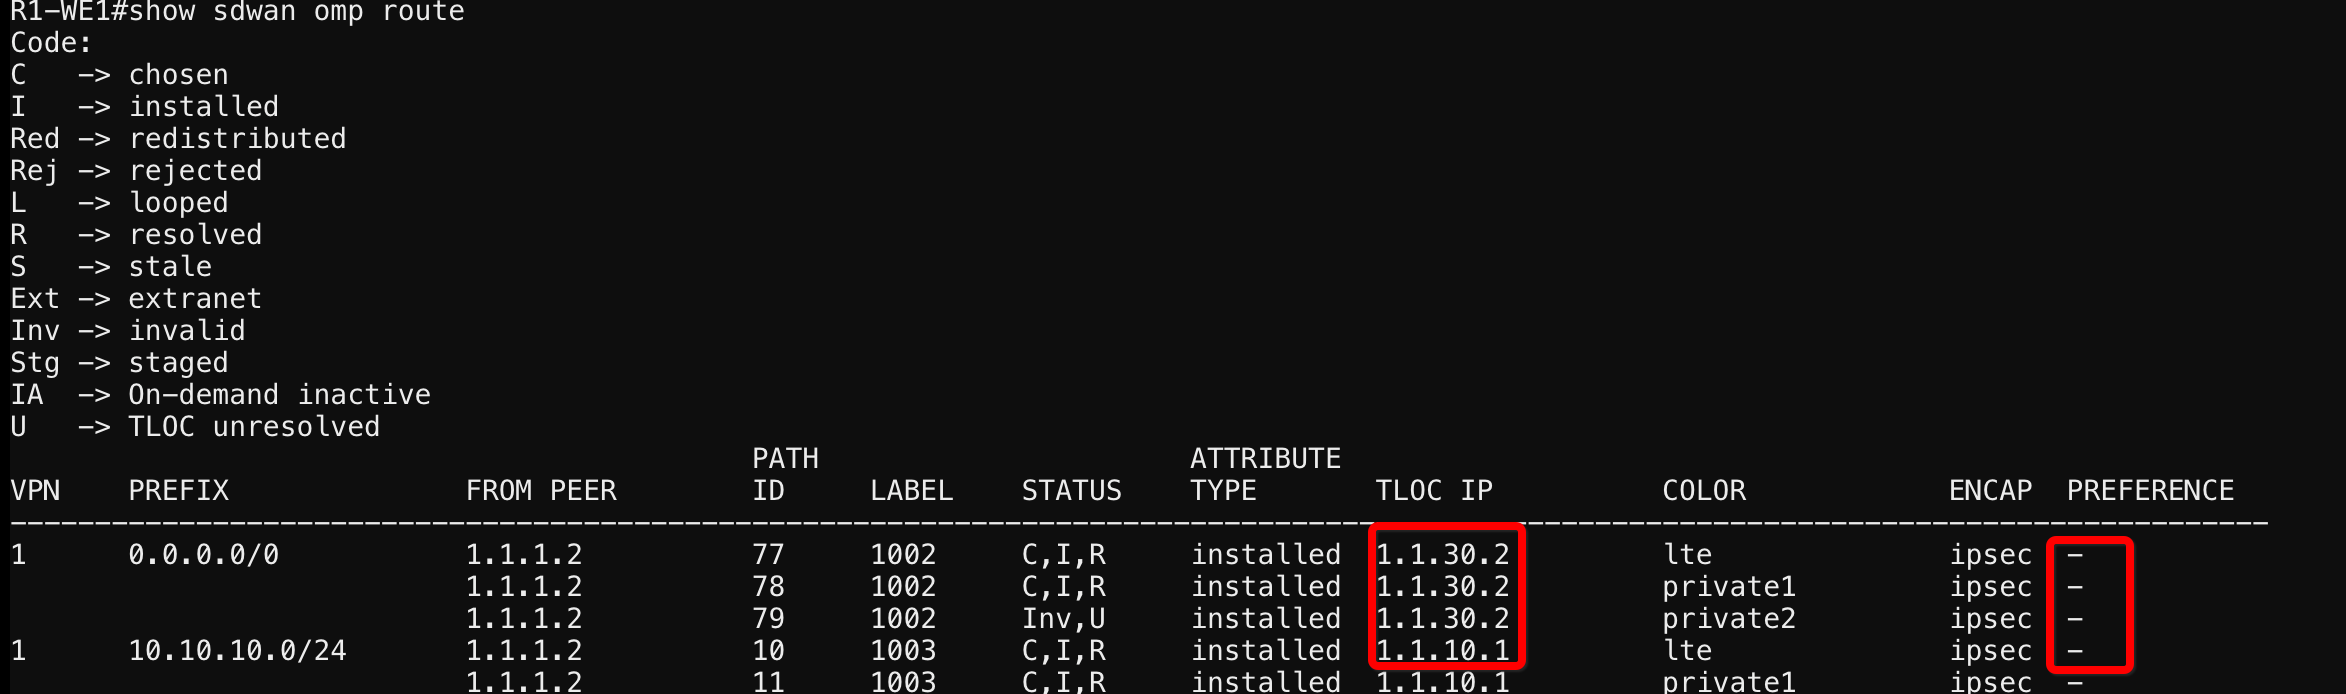 R1-WE1#show sdwan omp route
Code:
C   -> chosen
I   -> installed
Red -> redistributed
Rej -> rejected
L   -> looped
R   -> resolved
S   -> stale
Ext -> extranet
Inv -> invalid
Stg -> staged
IA  -> On-demand inactive
U   -> TLOC unresolved
PATH ATTRIBUTE
VPN PREFIX FROM PEER ID LABEL STATUS TYPE TLOC IP COLOR ENCAP PREFERENCE
--------------------------------------------------------------------------------------------------------------------------------------
1 0.0.0.0/0 1.1.1.2 77 1002 C,I,R installed 1.1.30.2 lte ipsec -
1.1.1.2 78 1002 C,I,R installed 1.1.30.2 private1 ipsec -
1.1.1.2 79 1002 Inv,U installed 1.1.30.2 private2 ipsec -
1 10.10.10.0/24 1.1.1.2 10 1003 C,I,R installed 1.1.10.1 lte ipsec -
1.1.1.2 11 1003 C,I,R installed 1.1.10.1 private1 ipsec -